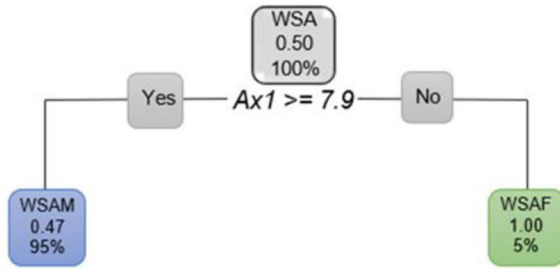 WSA
0.50
100%
Yes
Ax1 >= 7.9
No
WSAM
0.47
95%
WSAF
1.00
5%